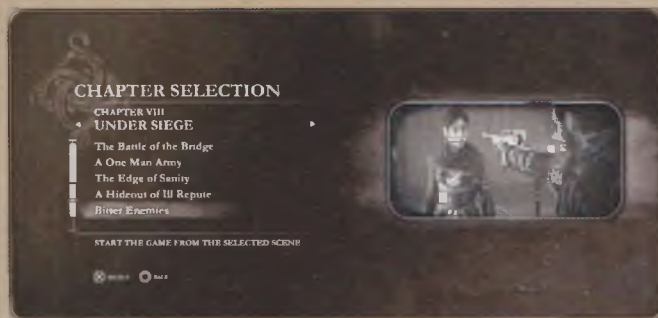 CHAPTER SELECTION
CHAPTER VIII
UNDER SIEGE
The Battle of the Bridge
A One Man Army
The Edge of Sanity
A Hideout of Ill Repute
Bitter Enemies
START THE GAME FROM THE SELECTED SCENE
BACK